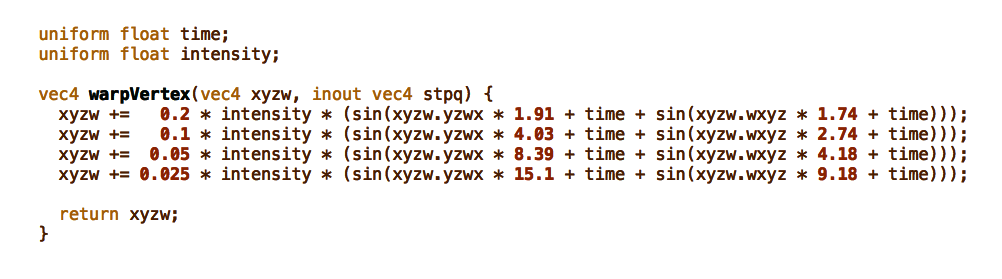 uniform float time;
uniform float intensity;
vec4 warpVertex(vec4 xyzw, inout vec4 stpq) {
  xyzw +=   0.2 * intensity * (sin(xyzw.yzwx * 1.91 + time + sin(xyzw.wxyz * 1.74 + time)));
  xyzw +=   0.1 * intensity * (sin(xyzw.yzwx * 4.03 + time + sin(xyzw.wxyz * 2.74 + time)));
  xyzw +=  0.05 * intensity * (sin(xyzw.yzwx * 8.39 + time + sin(xyzw.wxyz * 4.18 + time)));
  xyzw += 0.025 * intensity * (sin(xyzw.yzwx * 15.1 + time + sin(xyzw.wxyz * 9.18 + time)));
  return xyzw;
}